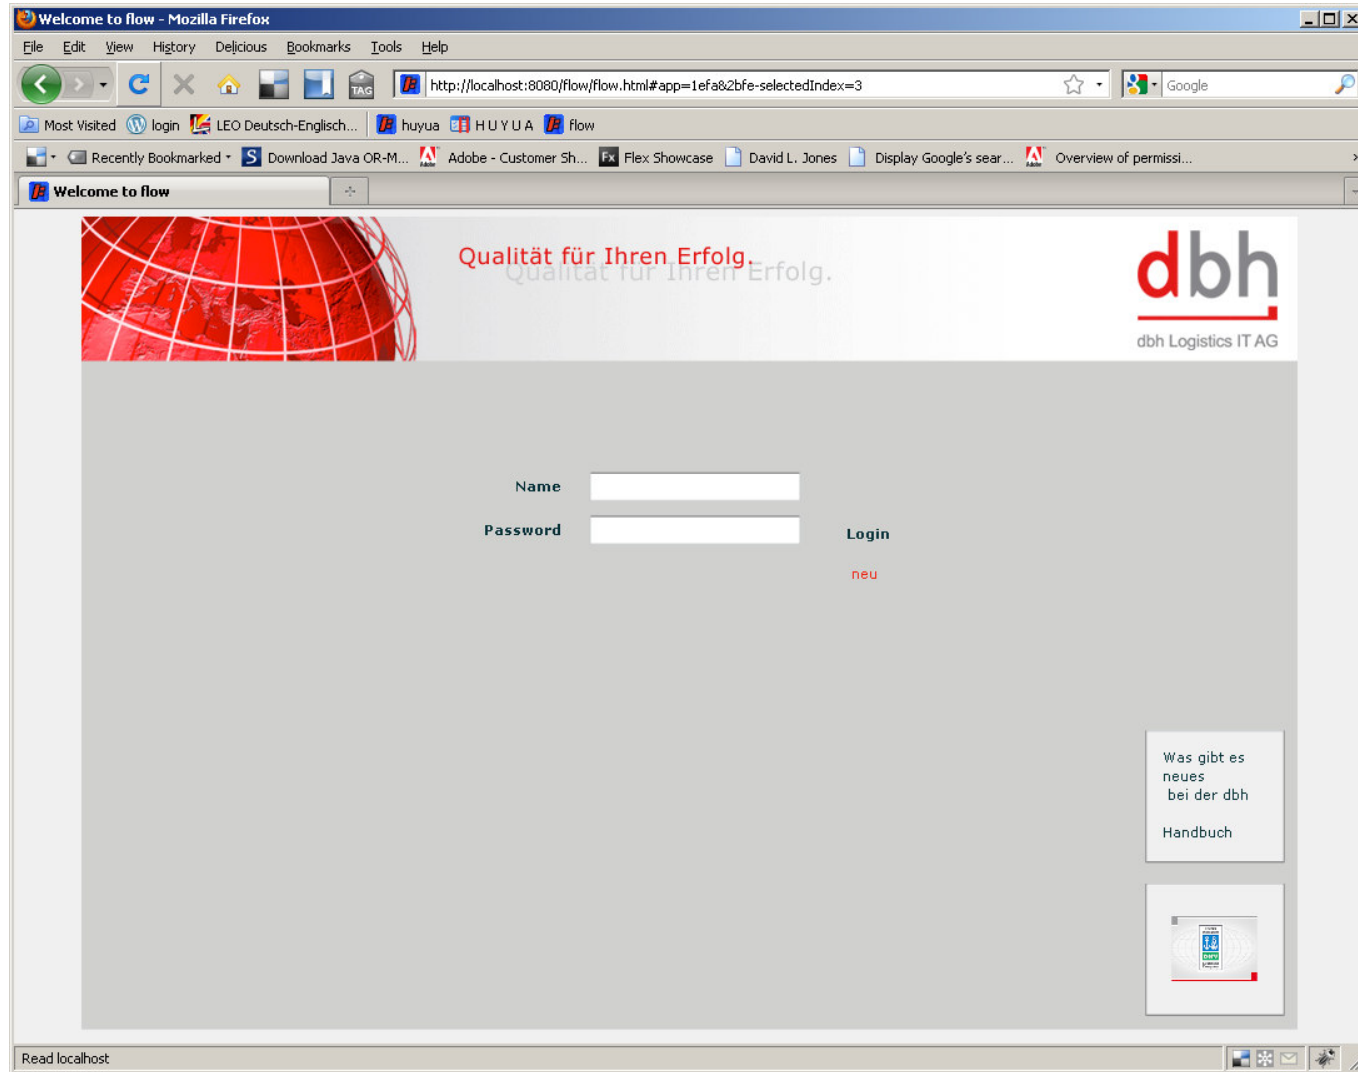 Welcome to flow - Mozilla Firefox
File Edit View History Delicious Bookmarks Tools Help
TAG http://localhost:8080/flow/flow.html#app=1efa&2bfe-selectedIndex=3 Google
Most Visited login LEO Deutsch-Englisch... huyua H U Y U A flow
Recently Bookmarked S Download Java OR-M... Adobe - Customer Sh... Fx Flex Showcase David L. Jones Display Google's sear... Overview of permissi...
Welcome to flow
Qualität für Ihren Erfolg.
Qualität für Ihren Erfolg.
dbh
dbh Logistics IT AG
Name
Password
Login
neu
Was gibt es
neues
bei der dbh
Handbuch
Read localhost